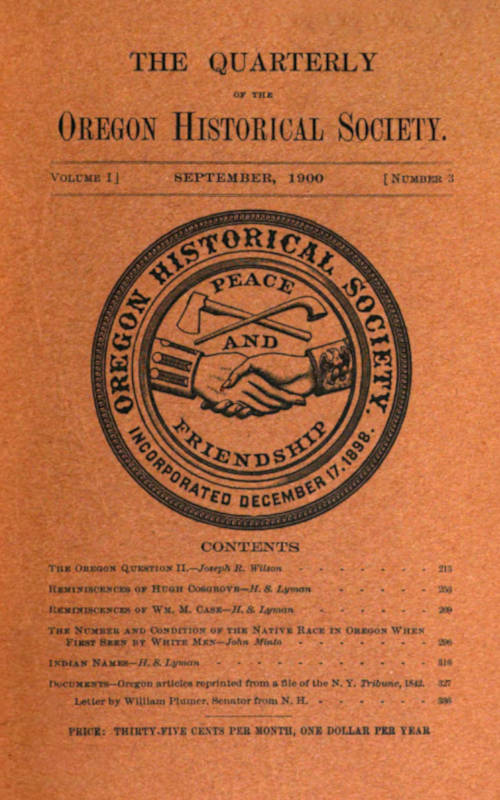 THE QUARTERLY
OF THE
OREGON HISTORICAL SOCIETY.
VOLUME I] SEPTEMBER, 1900 [NUMBER 3
OREGON HISTORICAL SOCIETY.
PEACE
AND
FRIENDSHIP
INCORPORATED DECEMBER 17, 1898.
CONTENTS
THE OREGON QUESTION II.—Joseph R. Wilson - - - - - - 213
REMINISCENCES OF HUGH COSGROVE—H. S. Lyman - - - - -
REMINISCENCES OF WM. M. CASE—H. S. Lyman - - - - -
THE NUMBER AND CONDITION OF THE NATIVE RACE IN OREGON WHEN
FIRST SEEN BY WHITE MEN—John Minto - - - - - -
INDIAN NAMES—H. S. Lyman - - - - - - - - - 316
DOCUMENTS—Oregon articles reprinted from a file of the N. Y. Tribune, 1842. 327
Letter by William Plumer, Senator from N. H. - - - - - 336
PRICE: THIRTY-FIVE CENTS PER MONTH, ONE DOLLAR PER YEAR